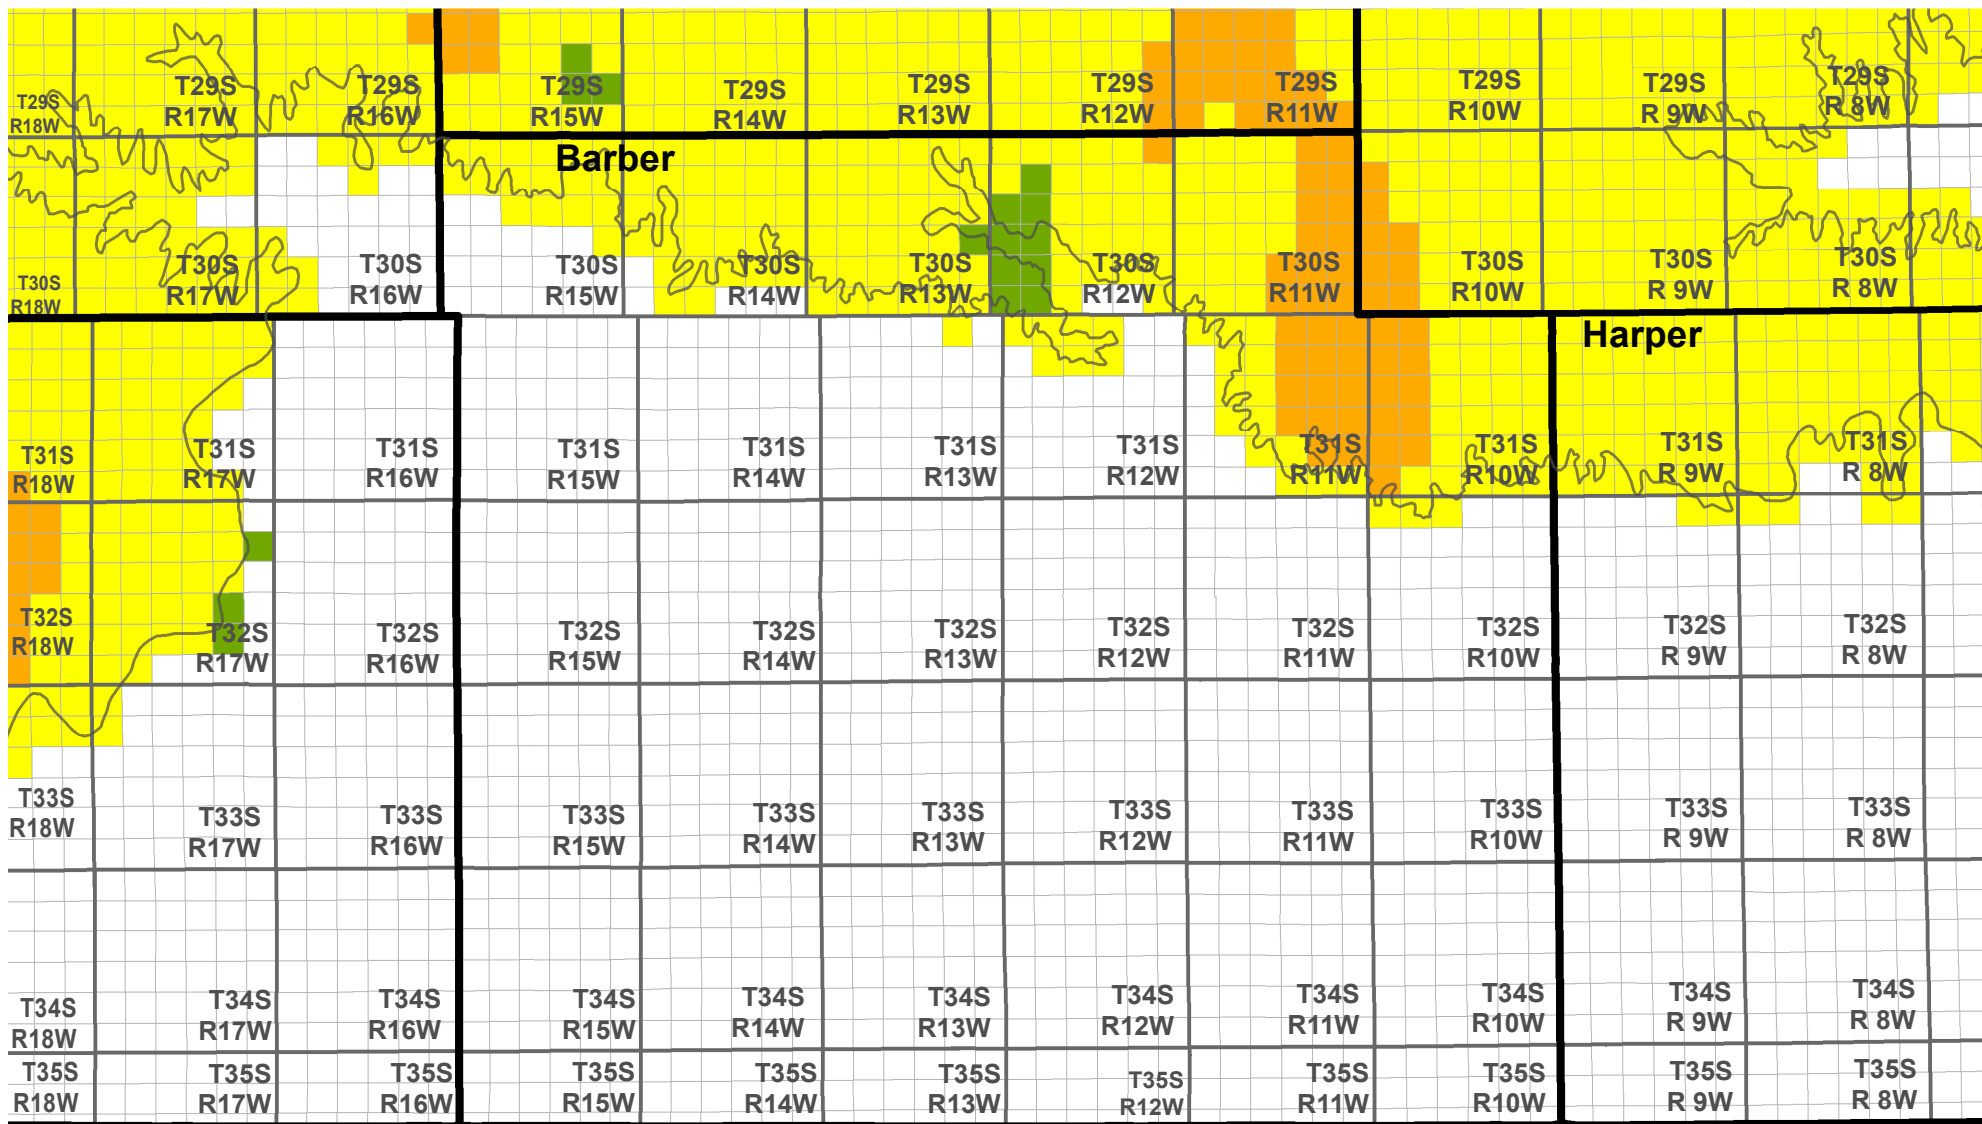 T29S
R18W
T29S
R17W
T29S
R16W
T29S
R15W
T29S
R14W
T29S
R13W
T29S
R12W
T29S
R11W
T29S
R10W
T29S
R 9W
T29S
R 8W
Barber
T30S
R18W
T30S
R17W
T30S
R16W
T30S
R15W
T30S
R14W
T30S
R13W
T30S
R12W
T30S
R11W
T30S
R10W
T30S
R 9W
T30S
R 8W
Harper
T31S
R18W
T31S
R17W
T31S
R16W
T31S
R15W
T31S
R14W
T31S
R13W
T31S
R12W
T31S
R11W
T31S
R10W
T31S
R 9W
T31S
R 8W
T32S
R18W
T32S
R17W
T32S
R16W
T32S
R15W
T32S
R14W
T32S
R13W
T32S
R12W
T32S
R11W
T32S
R10W
T32S
R 9W
T32S
R 8W
T33S
R18W
T33S
R17W
T33S
R16W
T33S
R15W
T33S
R14W
T33S
R13W
T33S
R12W
T33S
R11W
T33S
R10W
T33S
R 9W
T33S
R 8W
T34S
R18W
T34S
R17W
T34S
R16W
T34S
R15W
T34S
R14W
T34S
R13W
T34S
R12W
T34S
R11W
T34S
R10W
T34S
R 9W
T34S
R 8W
T35S
R18W
T35S
R17W
T35S
R16W
T35S
R15W
T35S
R14W
T35S
R13W
T35S
R12W
T35S
R11W
T35S
R10W
T35S
R 9W
T35S
R 8W